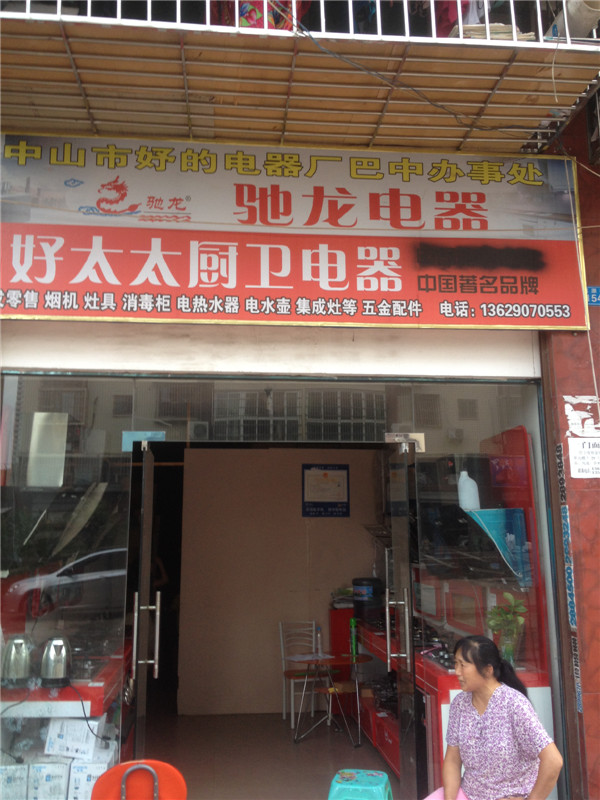 中山市好的电器厂巴中办事处
驰龙®
驰龙电器
好太太厨卫电器
中国著名品牌
零售 烟机 灶具 消毒柜 电热水器 电水壶 集成灶等 五金配件 电话：13629070553